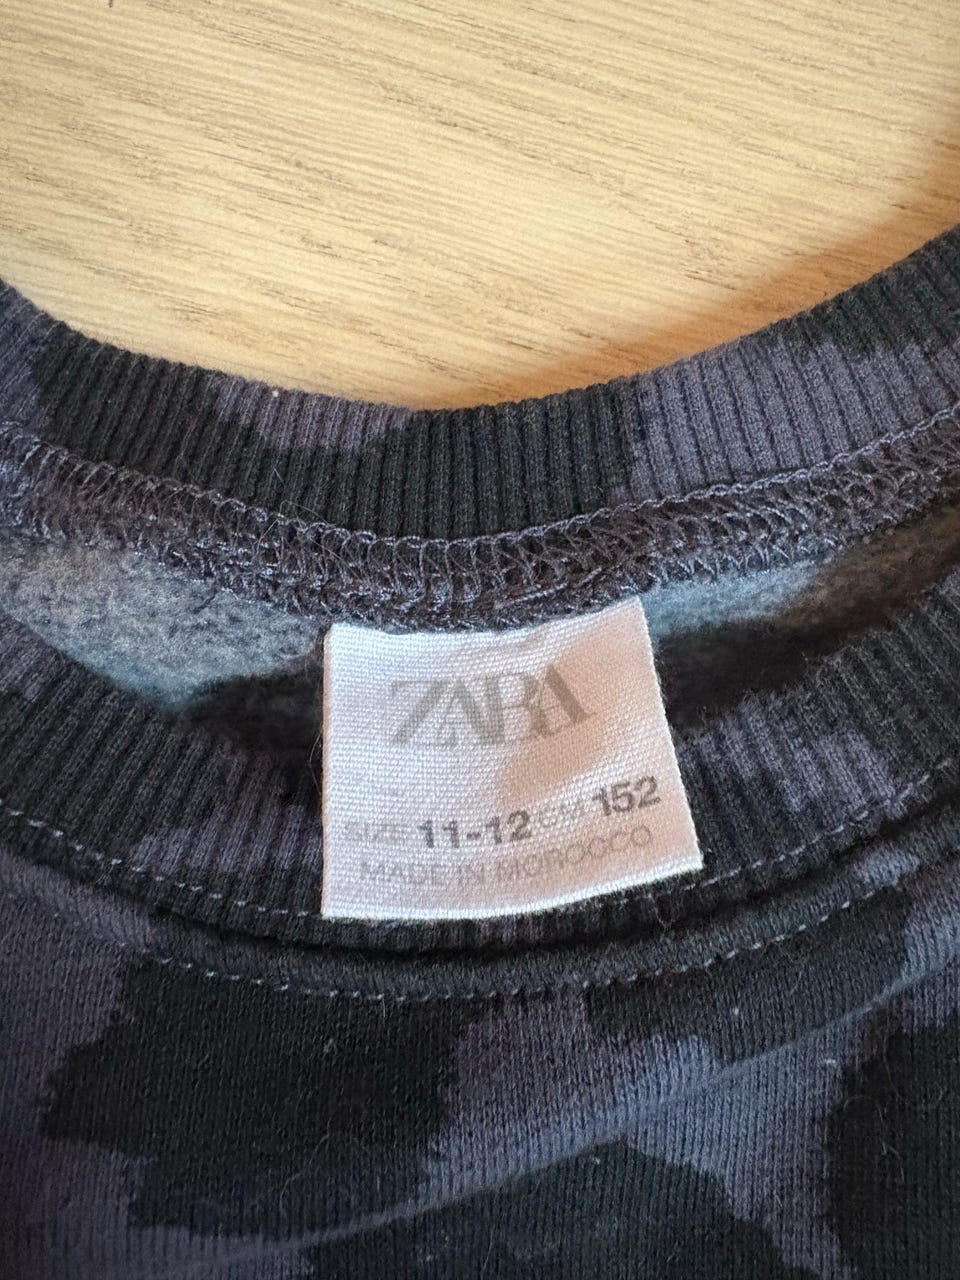 ZARA
SIZE 11-12 CM 152
MADE IN MOROCCO